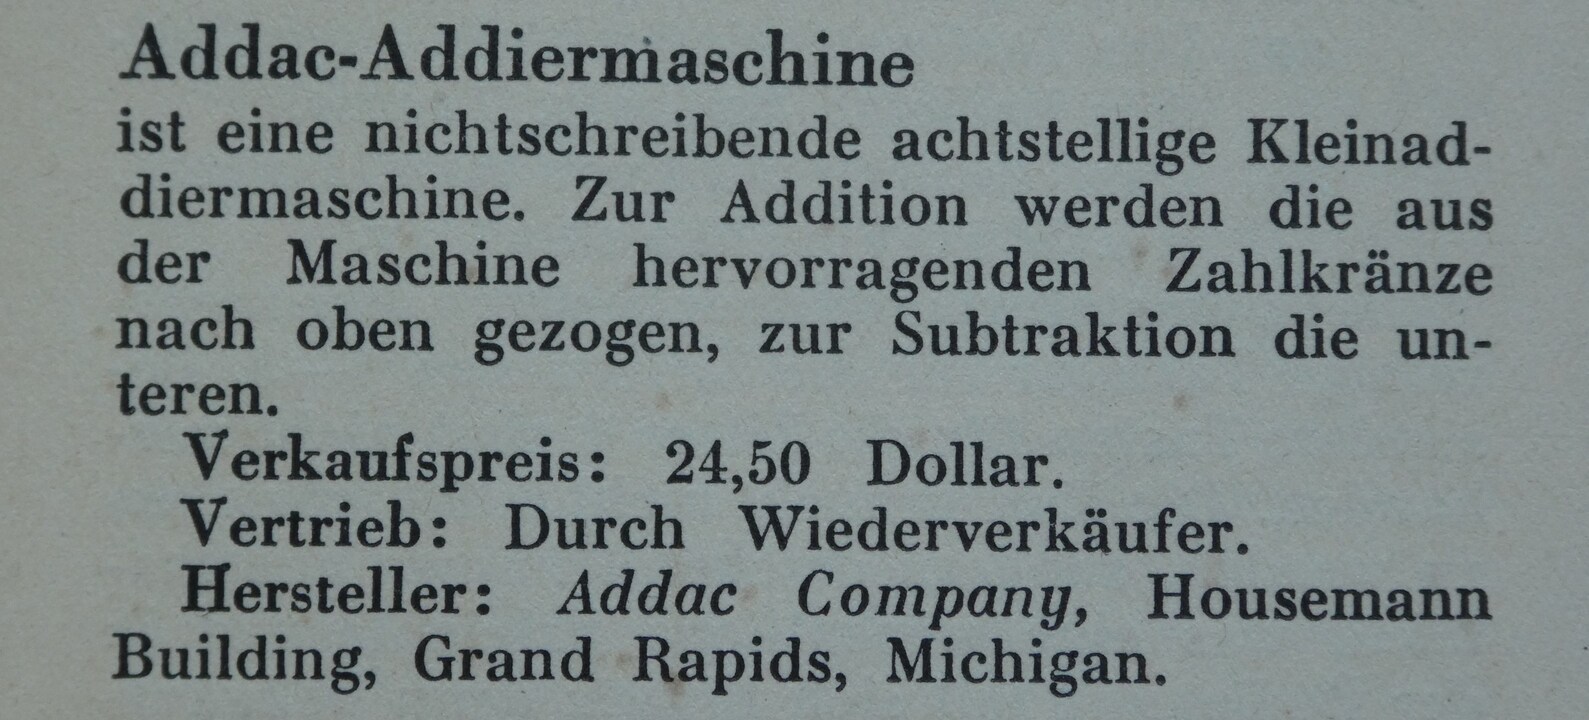 Addac-Addiermaschine
ist eine nichtschreibende achtstellige Kleinad-
diermaschine. Zur Addition werden die aus
der Maschine hervorragenden Zahlkränze
nach oben gezogen, zur Subtraktion die un-
teren.
Verkaufspreis: 24,50 Dollar.
Vertrieb: Durch Wiederverkäufer.
Hersteller: Addac Company, Housemann
Building, Grand Rapids, Michigan.